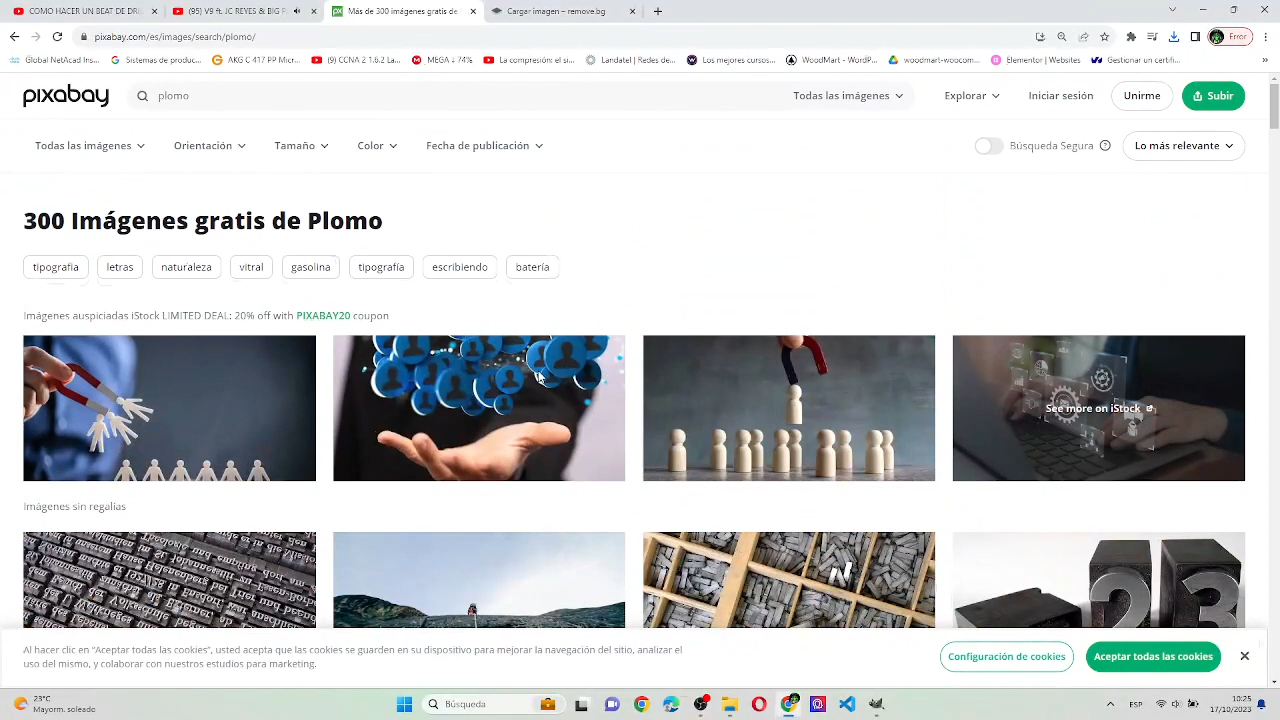 COMO HACER UN BEAT DE DRI
(95) V9 ft. JC REYES & BIG P
Más de 300 imágenes gratis de
Cargar imagen – remove.bg
pixabay.com/es/images/search/plomo/
Error
Global NetAcad Ins...
Sistemas de produc...
AKG C 417 PP Micr...
(9) CCNA 2 1.6.2 La...
MEGA ⇵ 74%
La compresión el si...
Landatel | Redes de...
Los mejores cursos...
WoodMart - WordP...
woodmart-woocom...
Elementor | Websites
Gestionar un certifi...
»
pixabay
plomo
Todas las imágenes
Explorar
Iniciar sesión
Unirme
Subir
Todas las imágenes
Orientación
Tamaño
Color
Fecha de publicación
Búsqueda Segura
Lo más relevante
300 Imágenes gratis de Plomo
tipografia
letras
naturaleza
vitral
gasolina
tipografía
escribiendo
batería
Imágenes auspiciadas iStock LIMITED DEAL: 20% off with PIXABAY20 coupon
See more on iStock
Imágenes sin regalías
2 3
Al hacer clic en “Aceptar todas las cookies”, usted acepta que las cookies se guarden en su dispositivo para mejorar la navegación del sitio, analizar el
uso del mismo, y colaborar con nuestros estudios para marketing.
Configuración de cookies
Aceptar todas las cookies
23°C
Mayorm. soleado
Búsqueda
ESP
10:25
17/10/2023